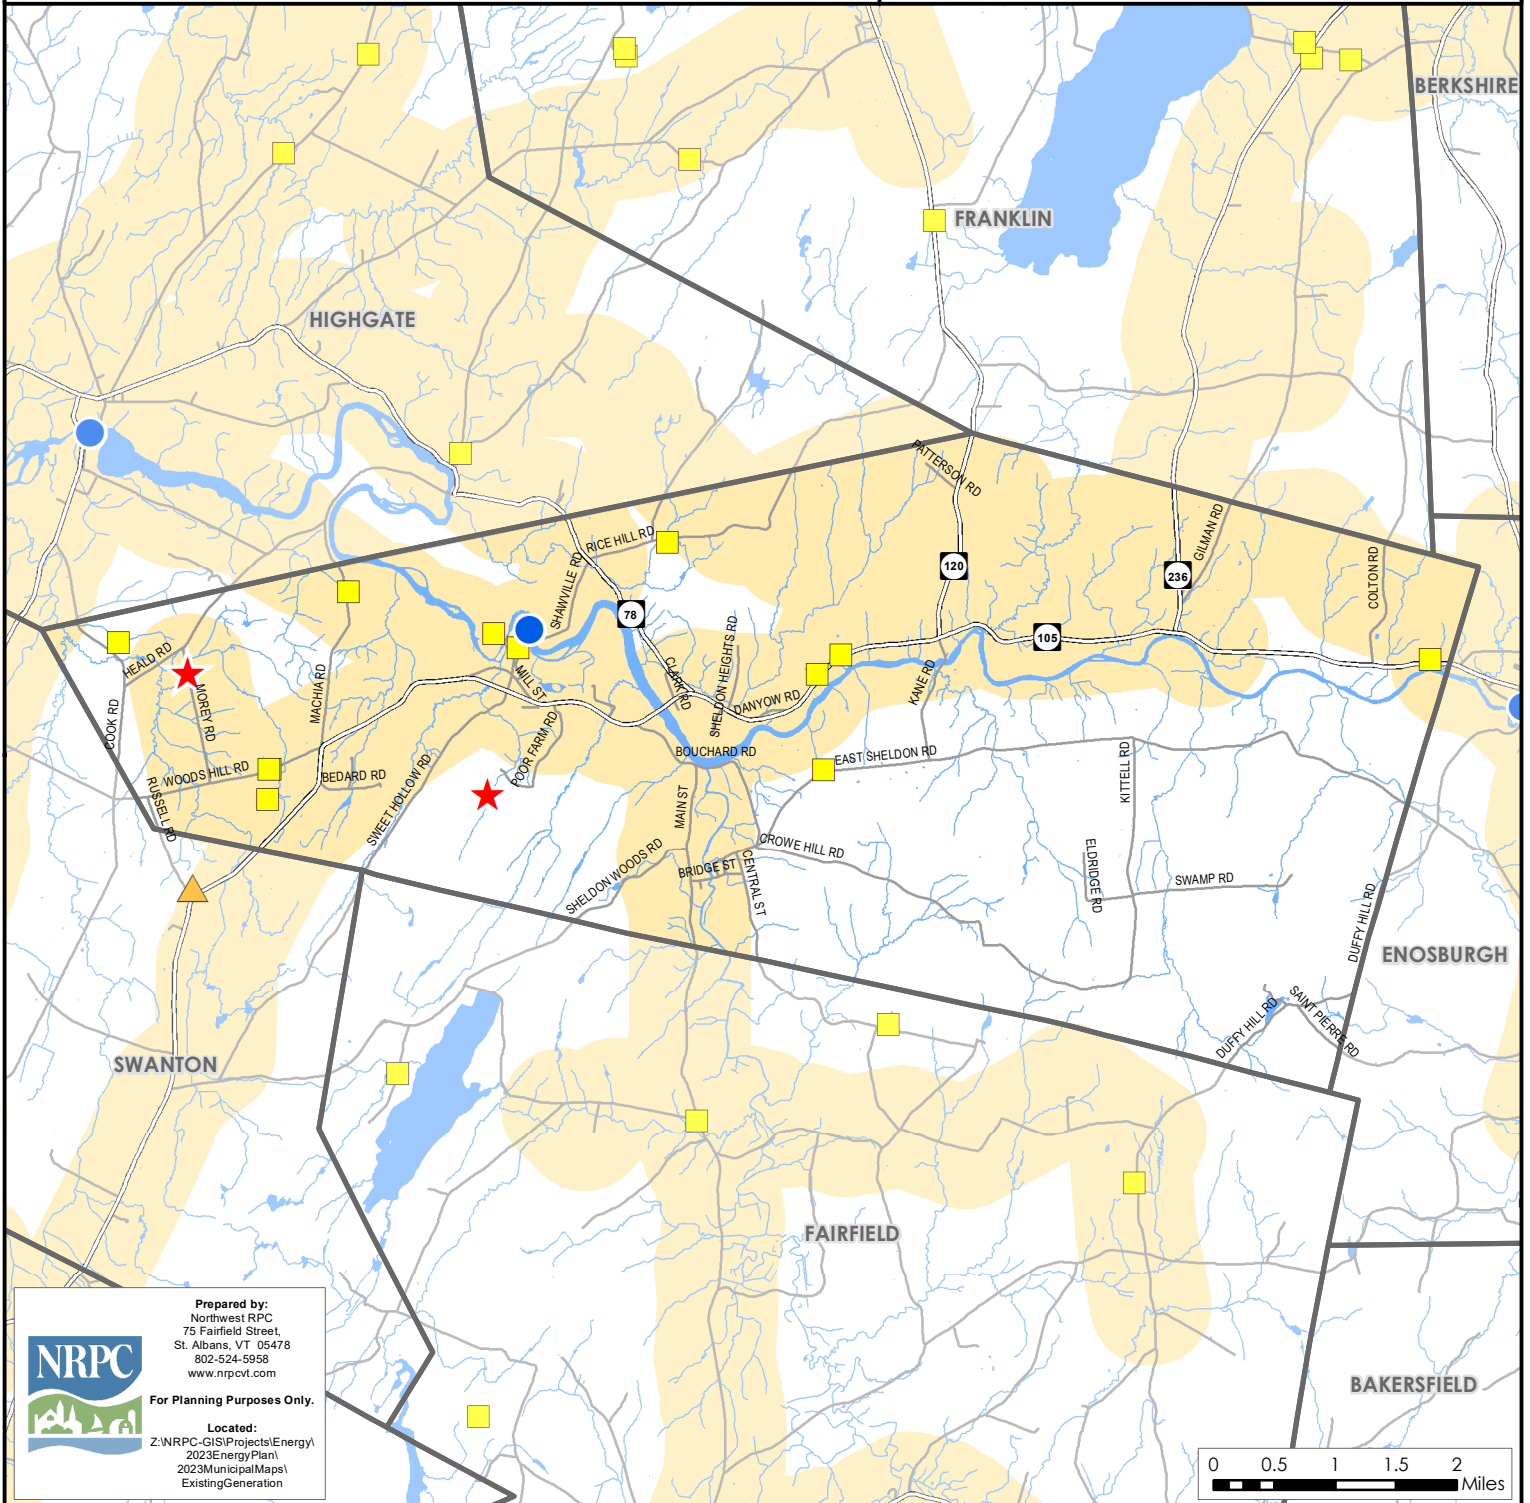 BERKSHIRE
FRANKLIN
HIGHGATE
PATTERSON RD
GILMAN RD
RICE HILL RD
SHAWVILLE RD
COLTON RD
120
236
78
105
HEALD RD
MOREY RD
MACHIA RD
COOK RD
MILL ST
CLARK RD
SHELDON HEIGHTS RD
DANYOW RD
KANE RD
POOR FARM RD
BOUCHARD RD
EAST SHELDON RD
WOODS HILL RD
BEDARD RD
RUSSELL RD
SWEET HOLLOW RD
MAIN ST
KITTELL RD
CROWE HILL RD
SHELDON WOODS RD
BRIDGE ST
CENTRAL ST
ELDRIDGE RD
SWAMP RD
DUFFY HILL RD
ENOSBURGH
DUFFY HILL RD
SAINT PIERRE RD
SWANTON
FAIRFIELD
BAKERSFIELD
NRPC
Prepared by:
Northwest RPC
75 Fairfield Street,
St. Albans, VT 05478
802-524-5958
www.nrpcvt.com
For Planning Purposes Only.
Located:
Z:\NRPC-GIS\Projects\Energy\
2023EnergyPlan\
2023MunicipalMaps\
ExistingGeneration
0 0.5 1 1.5 2
Miles